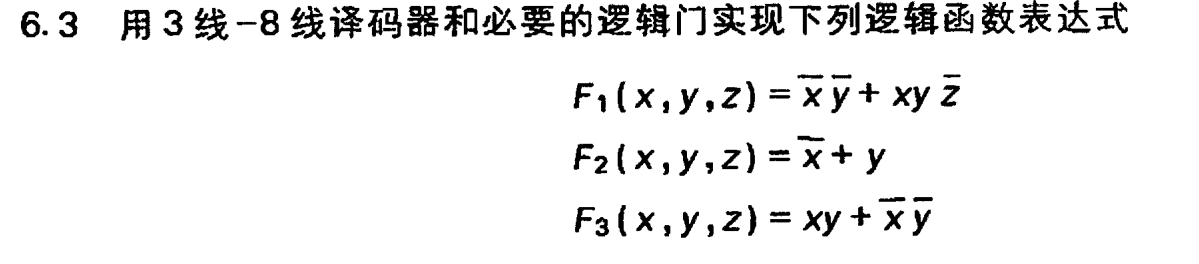 6.3 用3线-8线译码器和必要的逻辑门实现下列逻辑函数表达式
F₁(x,y,z)=x̅ y̅+xy z̅
F₂(x,y,z)=x̅+y
F₃(x,y,z)=xy+x̅ y̅